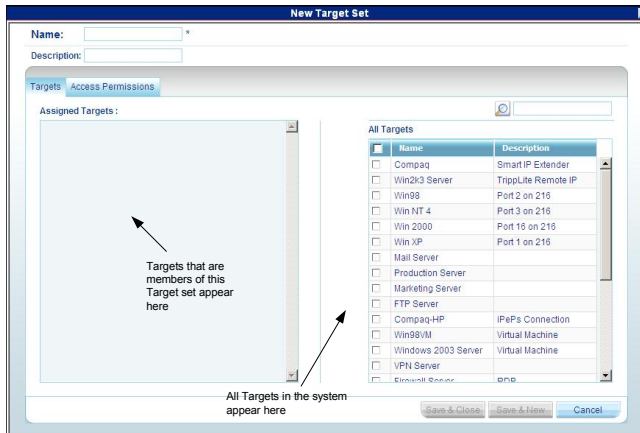 New Target Set
Name: *
Description:
Targets Access Permissions
Assigned Targets :
All Targets
Name Description
Compaq Smart IP Extender
Win2k3 Server TrippLite Remote IP
Win98 Port 2 on 216
Win NT 4 Port 3 on 216
Win 2000 Port 16 on 216
Win XP Port 1 on 216
Mail Server
Production Server
Marketing Server
FTP Server
Compaq-HP iPePs Connection
Win98VM Virtual Machine
Windows 2003 Server Virtual Machine
VPN Server
Firewall Server RDP
Targets that are
members of this
Target set appear
here
All Targets in the system
appear here
Save & Close Save & New Cancel